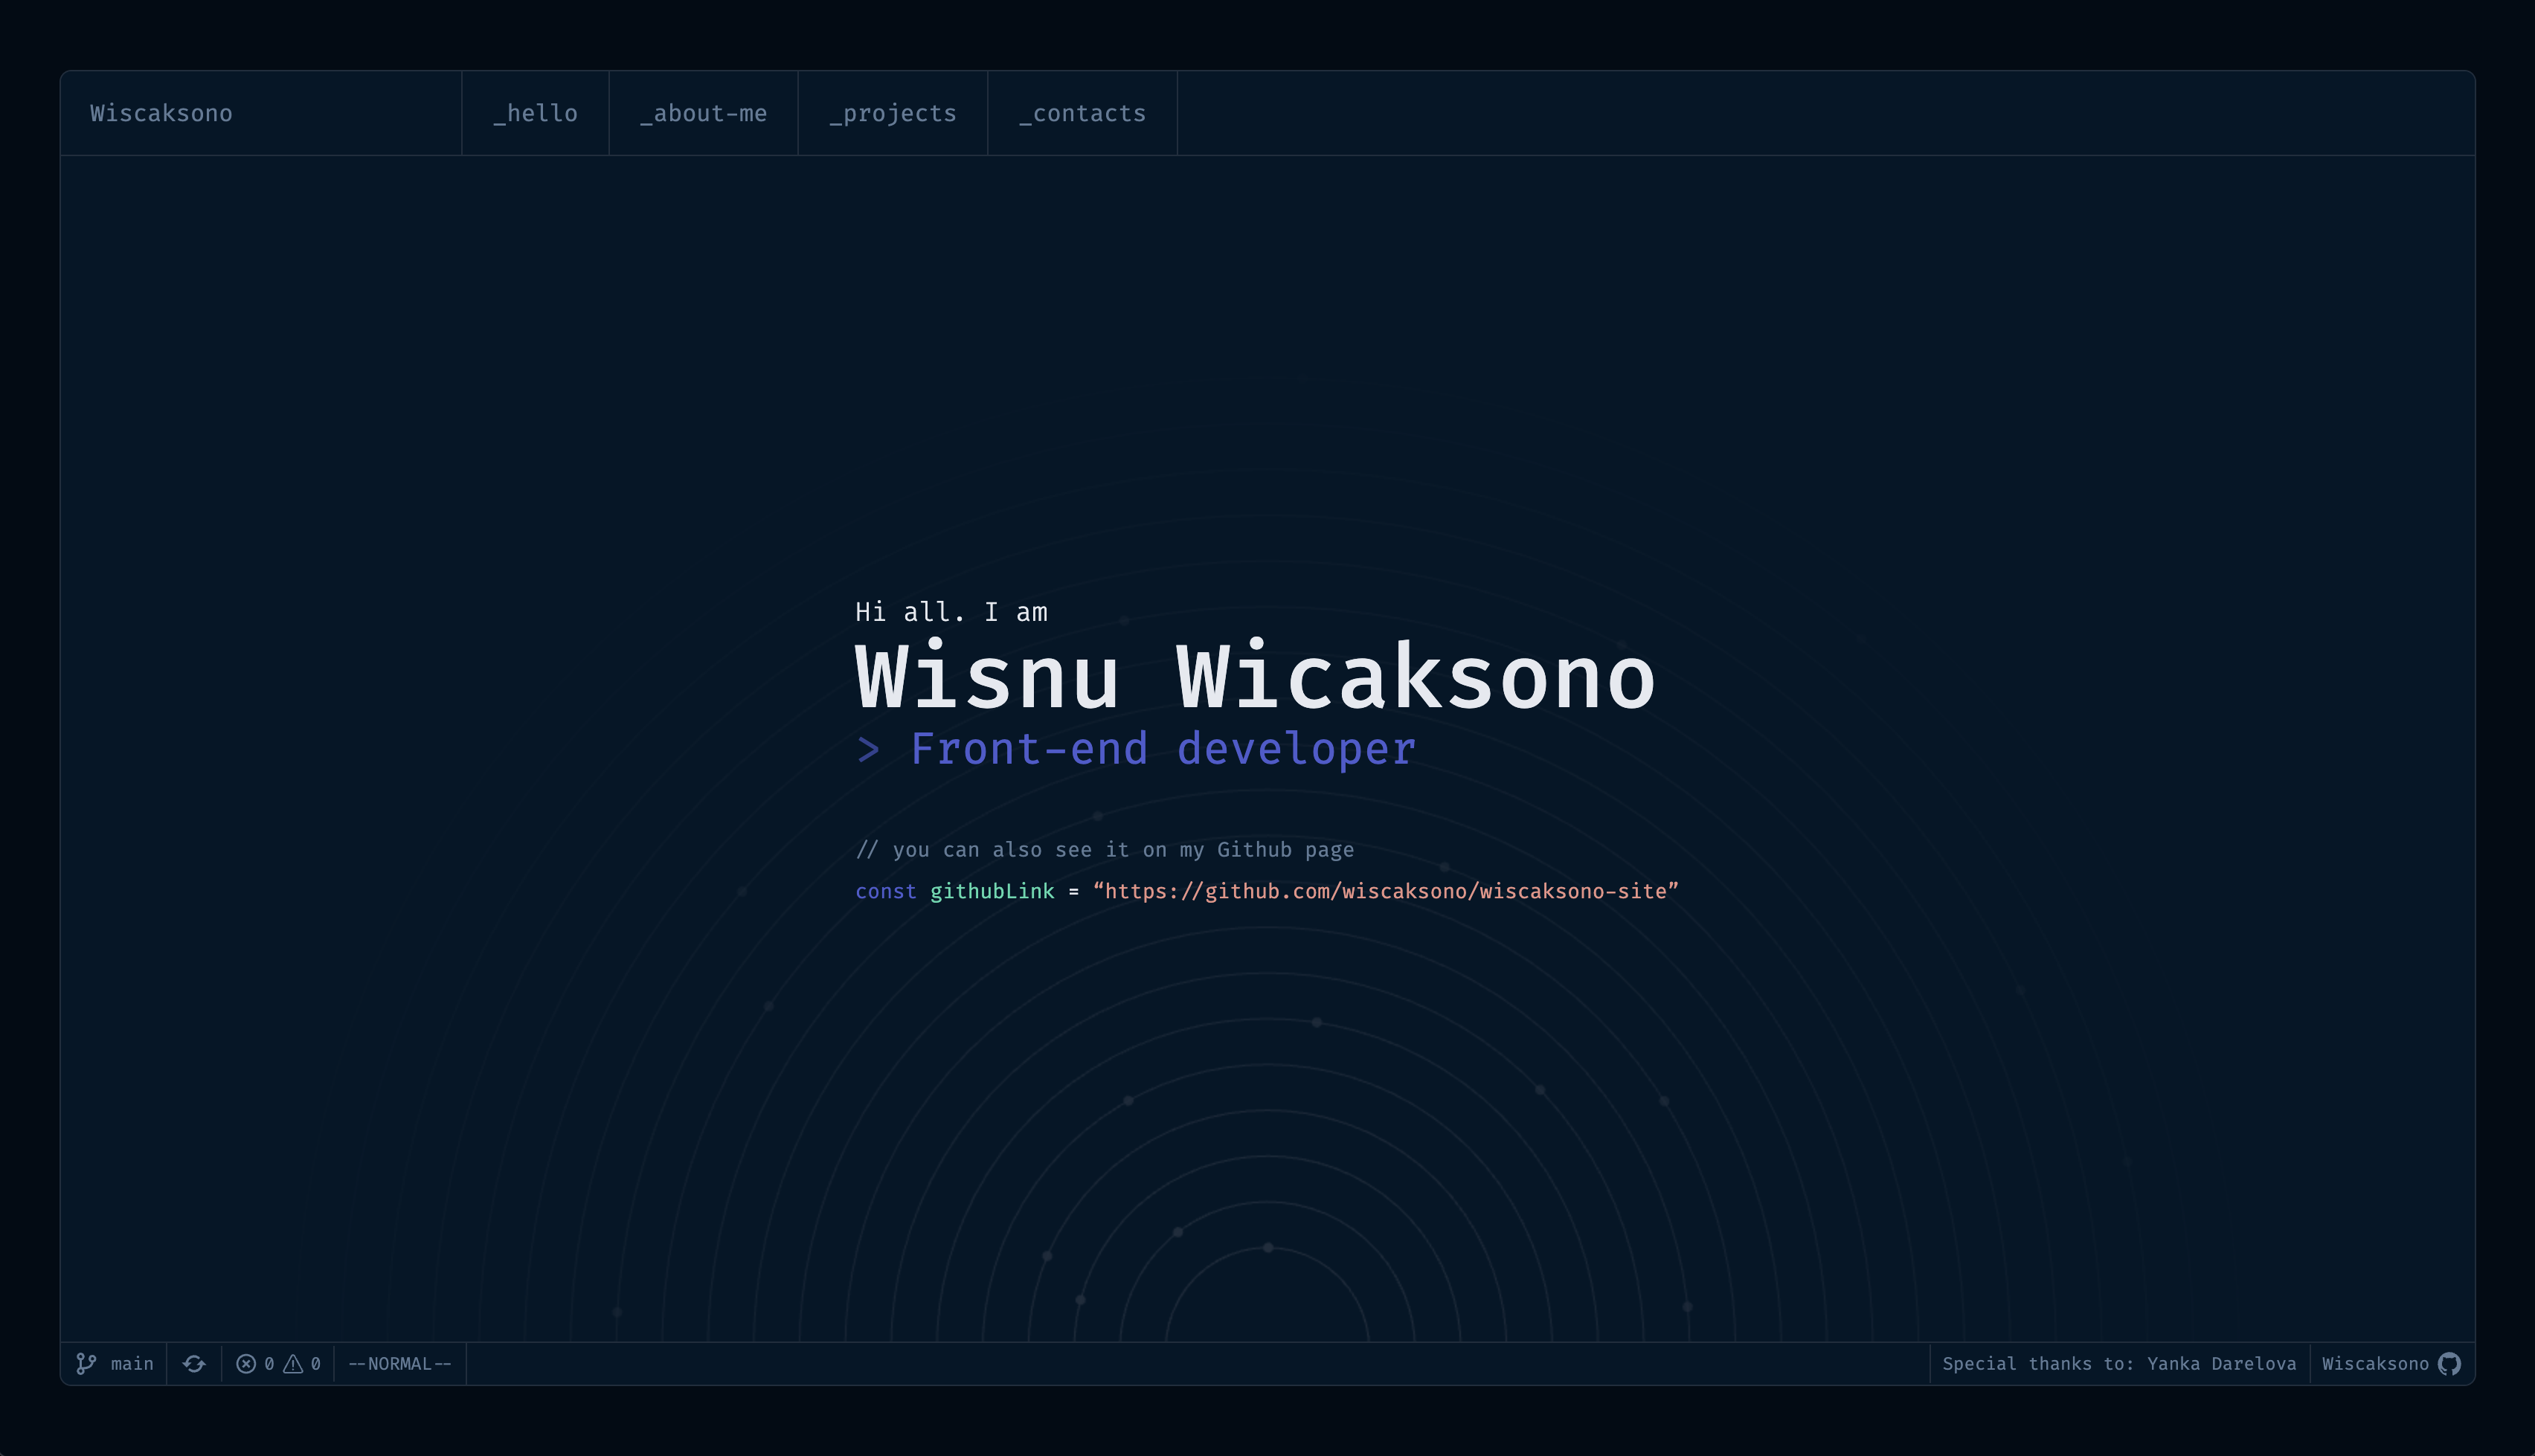 Wiscaksono _hello _about-me _projects _contacts
Hi all. I am
Wisnu Wicaksono
> Front-end developer
// you can also see it on my Github page
const githubLink = “https://github.com/wiscaksono/wiscaksono-site”
main 0 0 --NORMAL-- Special thanks to: Yanka Darelova Wiscaksono